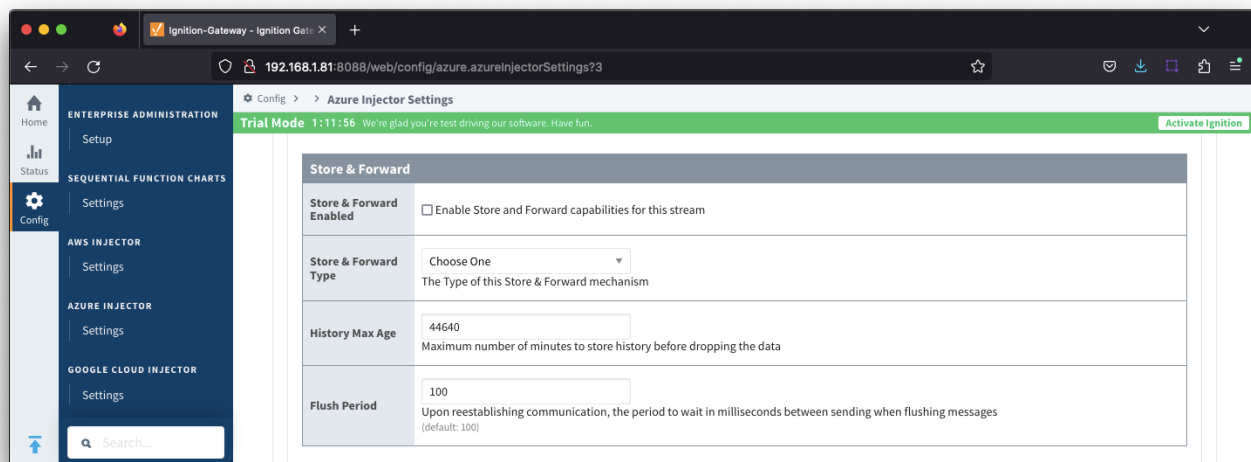 Ignition-Gateway - Ignition Gate
192.168.1.81:8088/web/config/azure.azureInjectorSettings?3
Home
Status
Config
ENTERPRISE ADMINISTRATION
Setup
SEQUENTIAL FUNCTION CHARTS
Settings
AWS INJECTOR
Settings
AZURE INJECTOR
Settings
GOOGLE CLOUD INJECTOR
Settings
Search...
Config > > Azure Injector Settings
Trial Mode 1:11:56 We're glad you're test driving our software. Have fun. Activate Ignition
Store & Forward
Store & Forward
Enabled
Enable Store and Forward capabilities for this stream
Store & Forward
Type
Choose One
The Type of this Store & Forward mechanism
History Max Age
44640
Maximum number of minutes to store history before dropping the data
Flush Period
100
Upon reestablishing communication, the period to wait in milliseconds between sending when flushing messages
(default: 100)